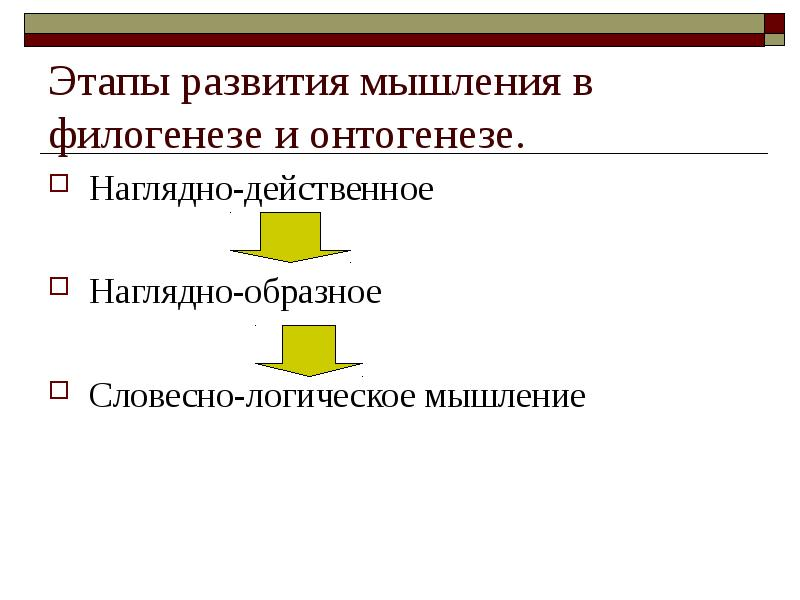 Этапы развития мышления в
филогенезе и онтогенезе.
Наглядно-действенное
Наглядно-образное
Словесно-логическое мышление